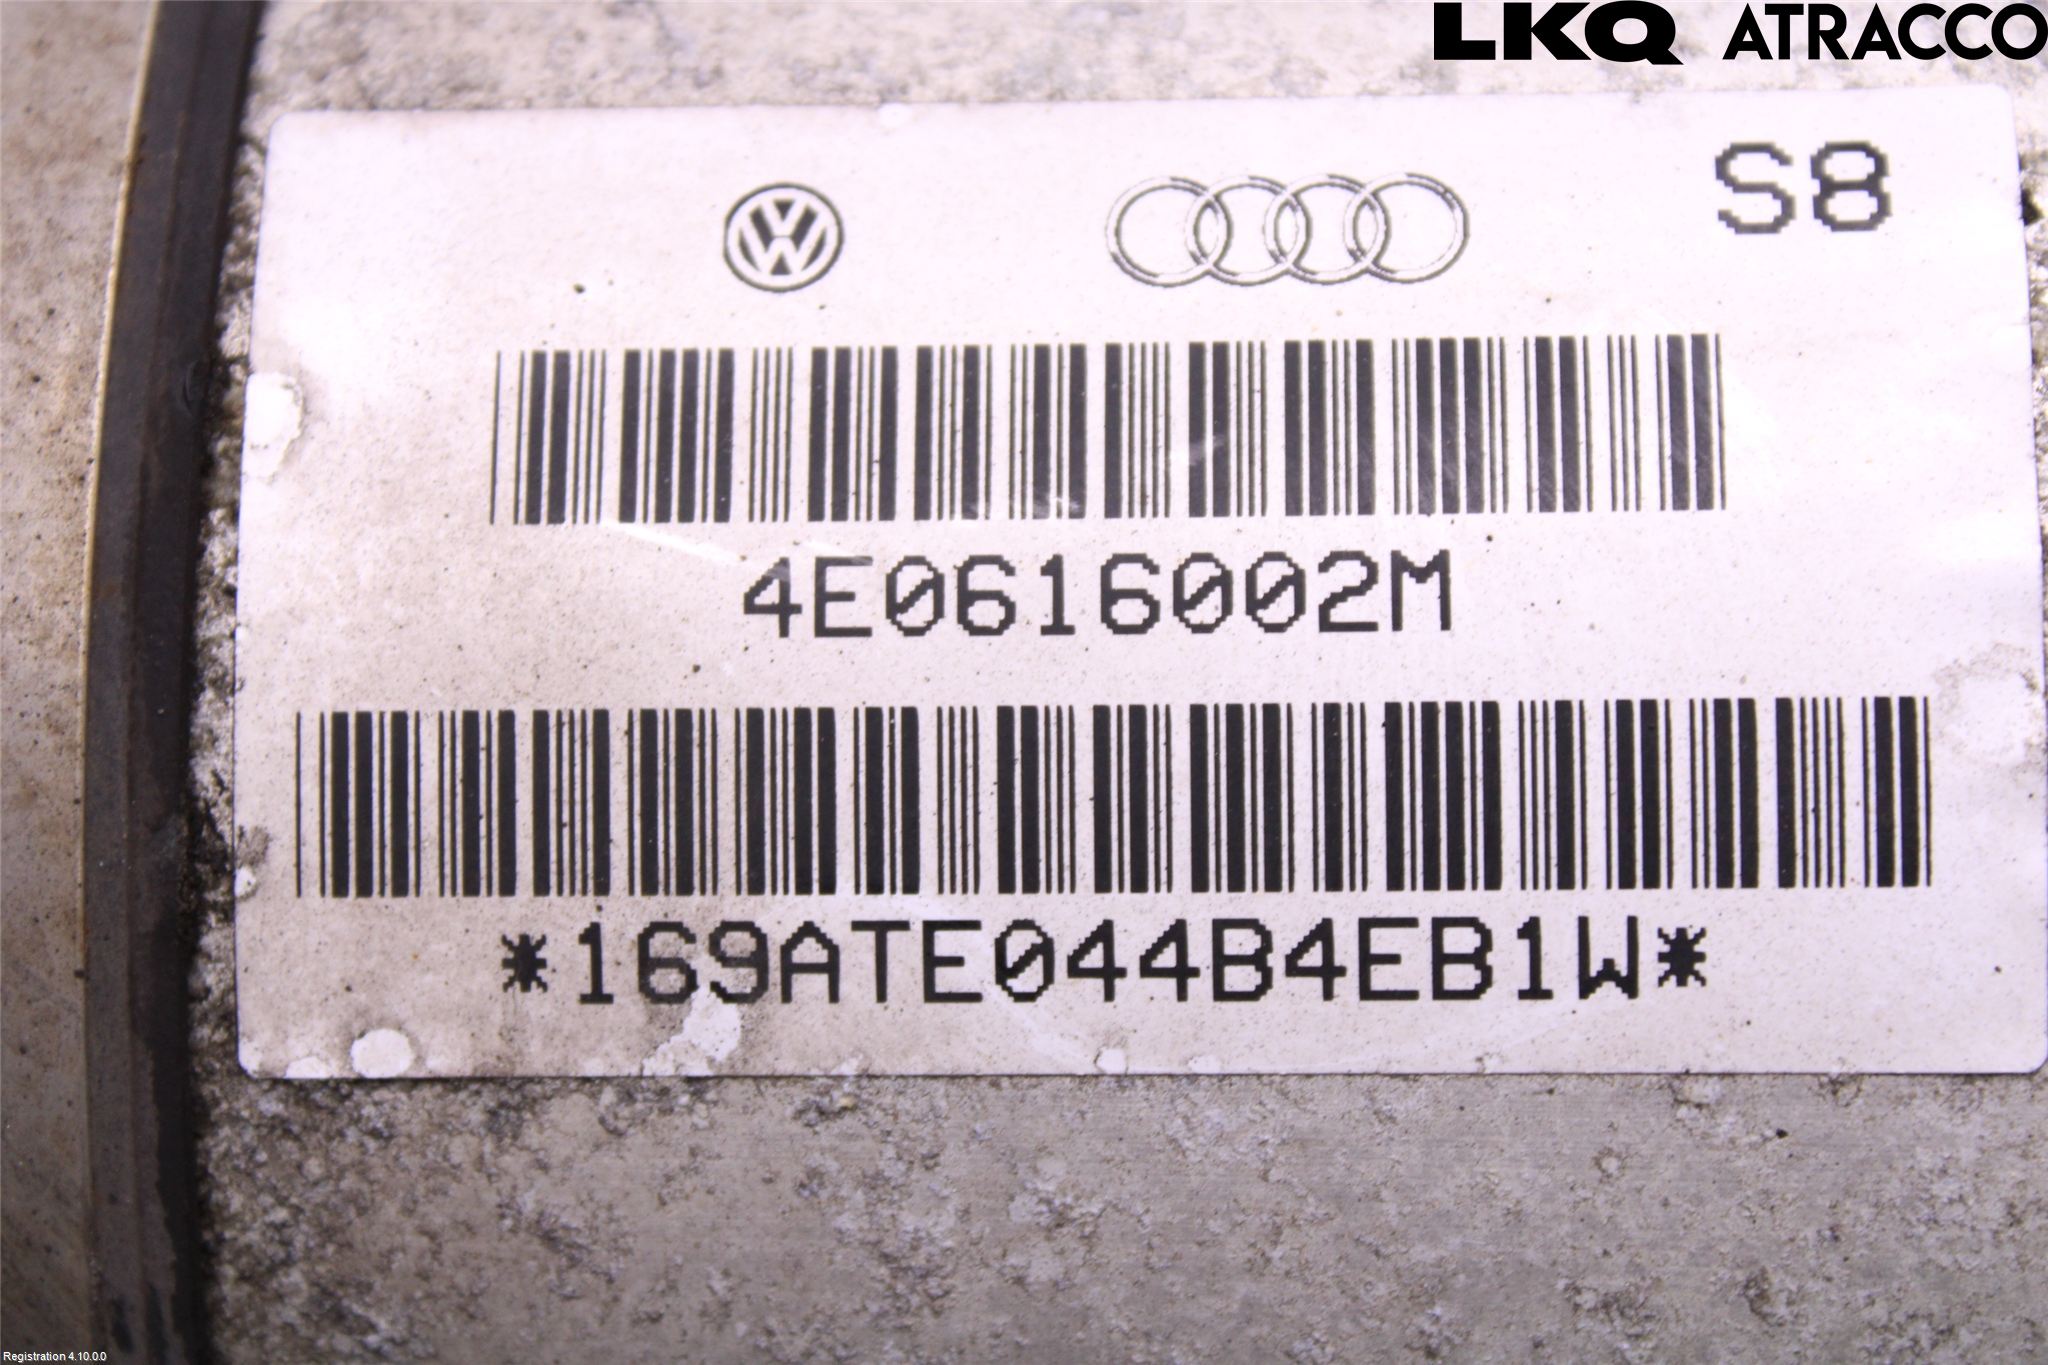 LKQ ATRACCO
S8
4E0616002M
*169ATE044B4EB1W*
Registration 4.10.0.0